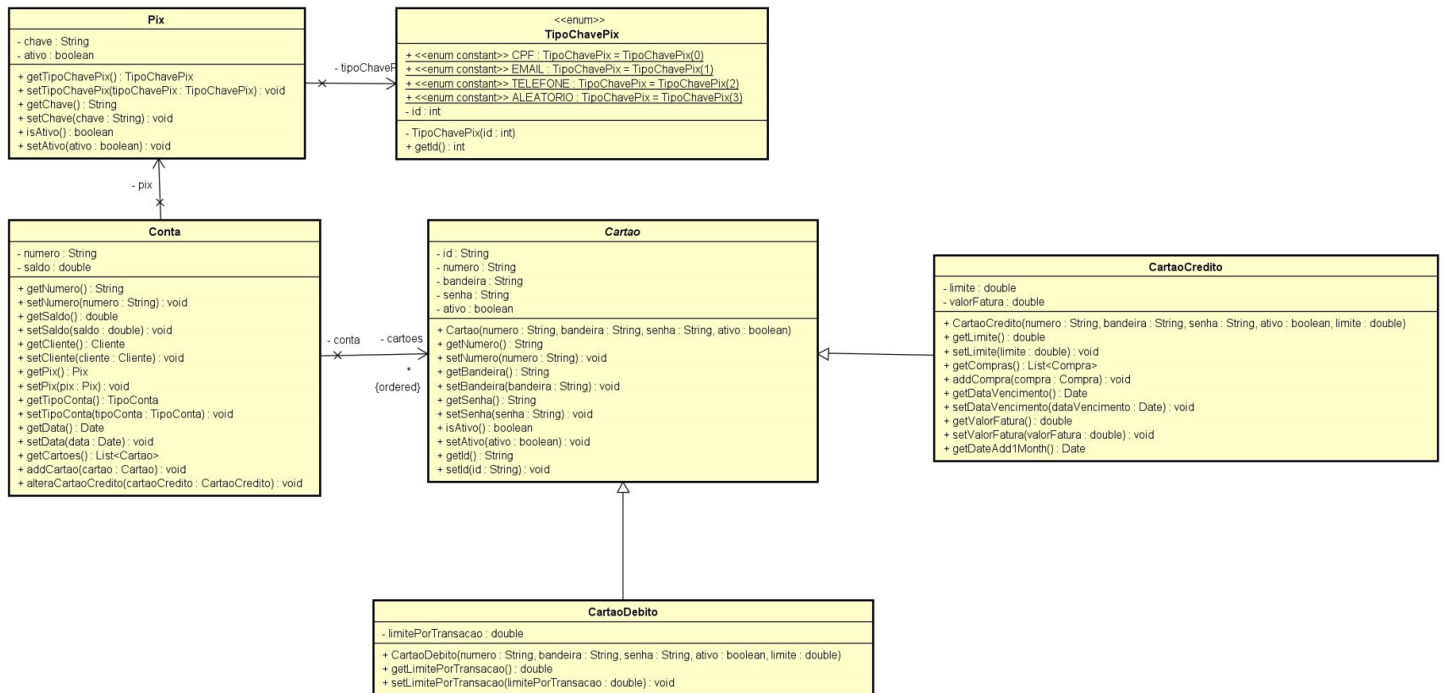 Pix
- chave : String
- ativo : boolean
+ getTipoChavePix() : TipoChavePix
+ setTipoChavePix(tipoChavePix : TipoChavePix) : void
+ getChave() : String
+ setChave(chave : String) : void
+ isAtivo() : boolean
+ setAtivo(ativo : boolean) : void
- tipoChaveP
<<enum>>
TipoChavePix
+ <<enum constant>> CPF : TipoChavePix = TipoChavePix(0)
+ <<enum constant>> EMAIL : TipoChavePix = TipoChavePix(1)
+ <<enum constant>> TELEFONE : TipoChavePix = TipoChavePix(2)
+ <<enum constant>> ALEATORIO : TipoChavePix = TipoChavePix(3)
- id : int
- TipoChavePix(id : int)
+ getId() : int
- pix
Conta
- numero : String
- saldo : double
+ getNumero() : String
+ setNumero(numero : String) : void
+ getSaldo() : double
+ setSaldo(saldo : double) : void
+ getCliente() : Cliente
+ setCliente(cliente : Cliente) : void
+ getPix() : Pix
+ setPix(pix : Pix) : void
+ getTipoConta() : TipoConta
+ setTipoConta(tipoConta : TipoConta) : void
+ getData() : Date
+ setData(data : Date) : void
+ getCartoes() : List<Cartao>
+ addCartao(cartao : Cartao) : void
+ alteraCartaoCredito(cartaoCredito : CartaoCredito) : void
- conta
- cartoes
*
{ordered}
Cartao
- id : String
- numero : String
- bandeira : String
- senha : String
- ativo : boolean
+ Cartao(numero : String, bandeira : String, senha : String, ativo : boolean)
+ getNumero() : String
+ setNumero(numero : String) : void
+ getBandeira() : String
+ setBandeira(bandeira : String) : void
+ getSenha() : String
+ setSenha(senha : String) : void
+ isAtivo() : boolean
+ setAtivo(ativo : boolean) : void
+ getId() : String
+ setId(id : String) : void
CartaoCredito
- limite : double
- valorFatura : double
+ CartaoCredito(numero : String, bandeira : String, senha : String, ativo : boolean, limite : double)
+ getLimite() : double
+ setLimite(limite : double) : void
+ getCompras() : List<Compra>
+ addCompra(compra : Compra) : void
+ getDataVencimento() : Date
+ setDataVencimento(dataVencimento : Date) : void
+ getValorFatura() : double
+ setValorFatura(valorFatura : double) : void
+ getDateAdd1Month() : Date
CartaoDebito
- limitePorTransacao : double
+ CartaoDebito(numero : String, bandeira : String, senha : String, ativo : boolean, limite : double)
+ getLimitePorTransacao() : double
+ setLimitePorTransacao(limitePorTransacao : double) : void